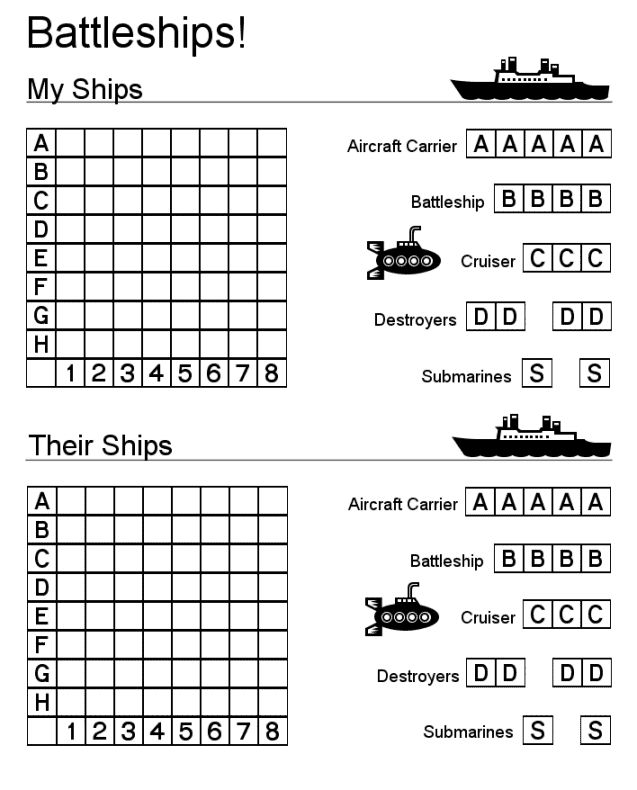 Battleships!
My Ships
A
B
C
D
E
F
G
H
1 2 3 4 5 6 7 8
Aircraft Carrier A A A A A
Battleship B B B B
Cruiser C C C
Destroyers D D D D
Submarines S S
Their Ships
A
B
C
D
E
F
G
H
1 2 3 4 5 6 7 8
Aircraft Carrier A A A A A
Battleship B B B B
Cruiser C C C
Destroyers D D D D
Submarines S S